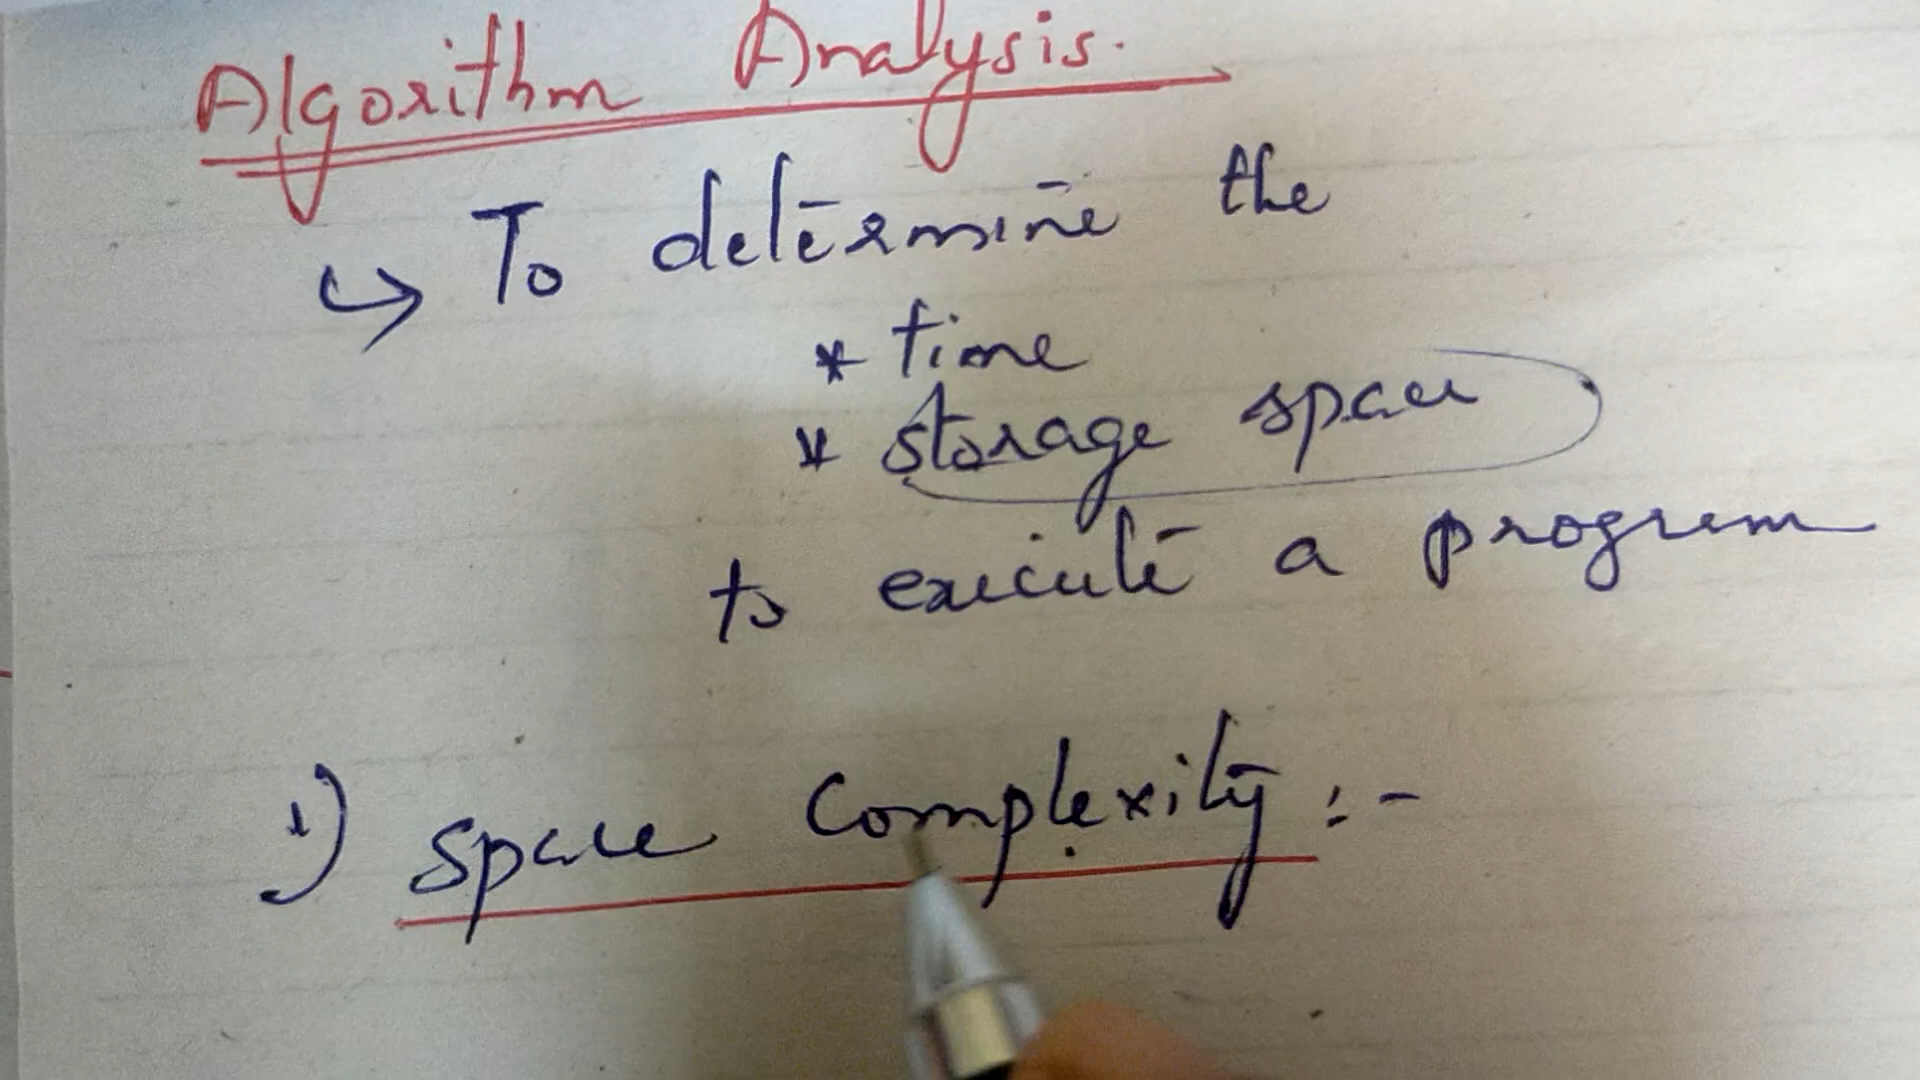 Algorithm Analysis.
↪ To determine the
* time
* storage space
to execute a program
1) space complexity :-